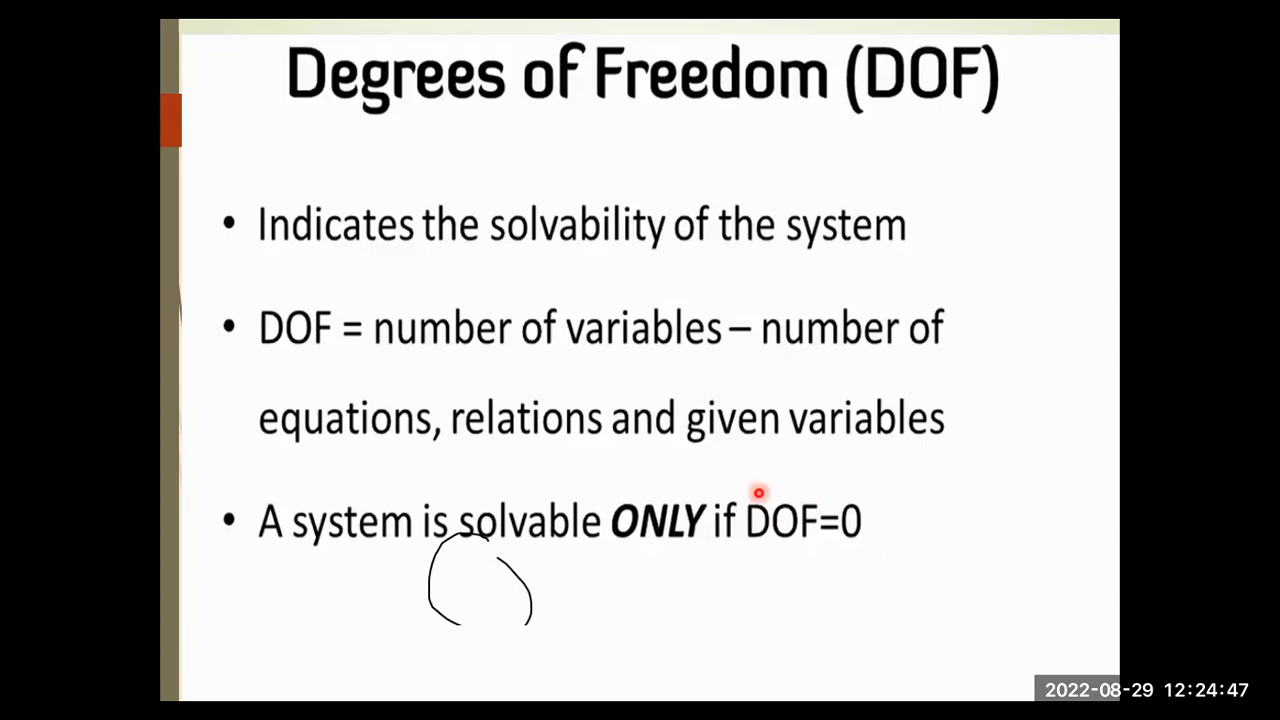 Degrees of Freedom (DOF)
• Indicates the solvability of the system
• DOF = number of variables – number of
equations, relations and given variables
• A system is solvable ONLY if DOF=0
2022-08-29 12:24:47